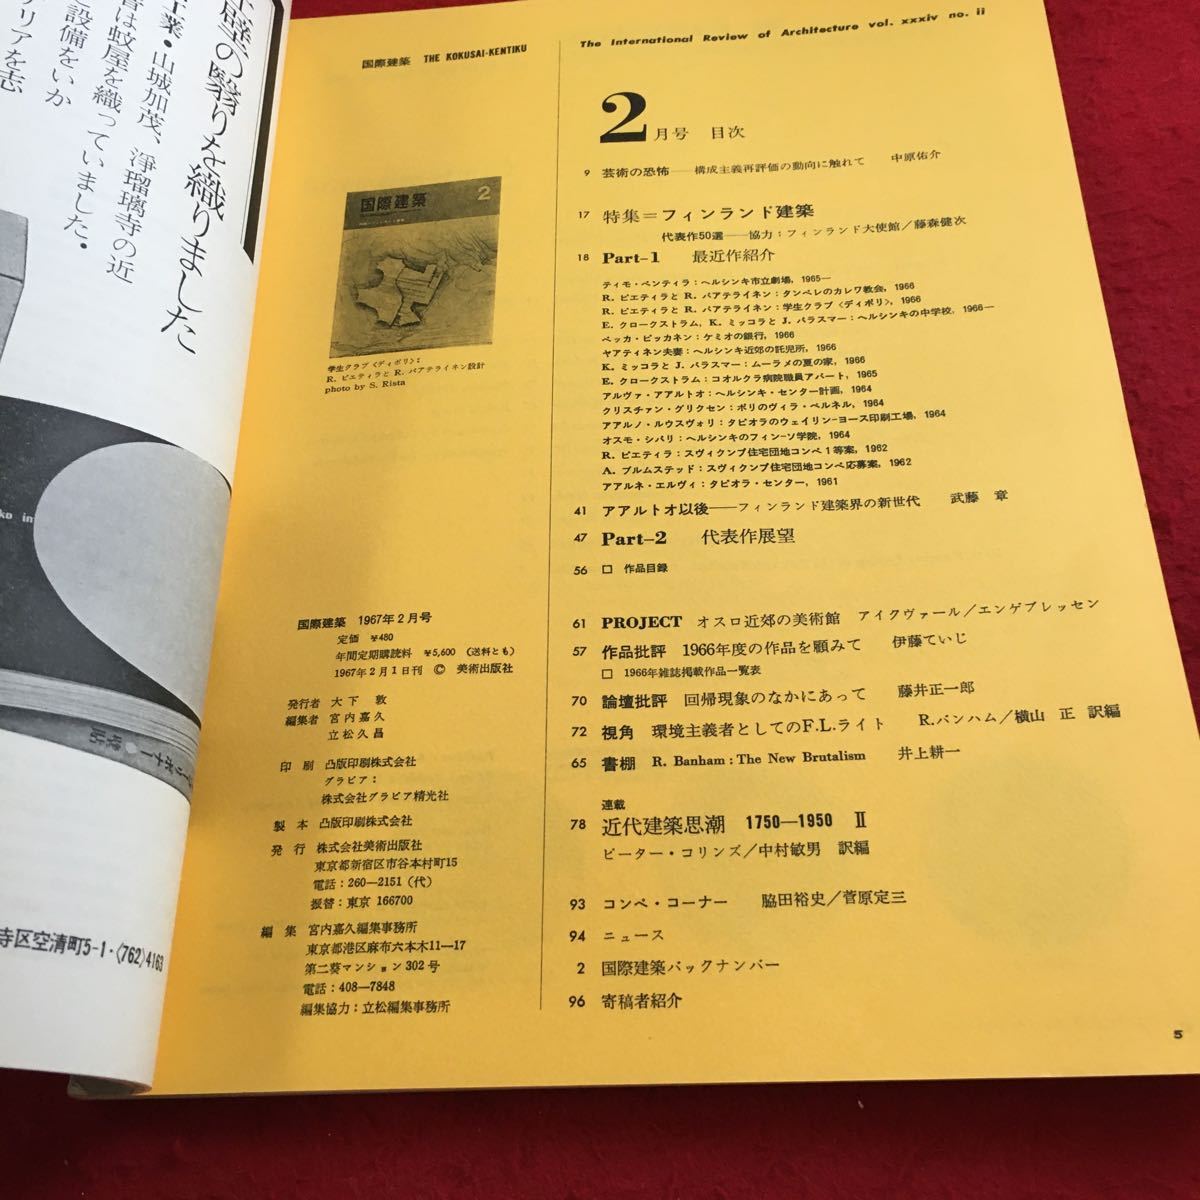 土壁の翳りを織りました
工業・山城加茂、淨瑠璃寺の近
昔は蚊屋を織っていました・
設備をいか
リアを志
寺区空清町5-1・〈762〉4163
国際建築 THE KOKUSAI-KENTIKU
国際建築 2
学生クラブ〈ディポリ〉：
R. ピエティラと R. パアテライネン設計
photo by S. Rista
国際建築 1967年2月号
定価 ￥480
年間定期購読料 ￥5,600 （送料とも）
1967年2月1日刊 © 美術出版社
発行者 大下 敦
編集者 宮内嘉久
立松久昌
印刷 凸版印刷株式会社
グラビア：
株式会社グラビア精光社
製本 凸版印刷株式会社
発行 株式会社美術出版社
東京都新宿区市谷本村町15
電話：260—2151（代）
振替：東京 166700
編集 宮内嘉久編集事務所
東京都港区麻布六本木11—17
第二葵マンション 302号
電話：408—7848
編集協力：立松編集事務所
The International Review of Architecture vol. xxxiv no. ii
2月号 目次
9 芸術の恐怖——構成主義再評価の動向に触れて 中原佑介
17 特集＝フィンランド建築
代表作50選——協力：フィンランド大使館／藤森健次
18 Part-1 最近作紹介
ティモ・ペンティラ：ヘルシンキ市立劇場，1965—
R. ピエティラと R. パアテライネン：タンペレのカレワ教会，1966
R. ピエティラと R. パアテライネン：学生クラブ〈ディポリ〉，1966
E. クロークストラム, K. ミッコラと J. パラスマー：ヘルシンキの中学校，1966—
ペッカ・ピッカネン：ケミオの銀行，1966
ヤアティネン夫妻：ヘルシンキ近郊の託児所，1966
K. ミッコラと J. パラスマー：ムーラメの夏の家，1966
E. クロークストラム：コオルクラ病院職員アパート，1965
アルヴァ・アアルトオ：ヘルシンキ・センター計画，1964
クリスチャン・グリクセン：ポリのヴィラ・ペルネル，1964
アアルノ・ルウスヴォリ：タピオラのウェイリン-ヨース印刷工場，1964
オスモ・シパリ：ヘルシンキのフィン-ソ学院，1964
R. ピエティラ：スヴィクンプ住宅団地コンペ1等案，1962
A. ブルムステッド：スヴィクンプ住宅団地コンペ応募案，1962
アアルネ・エルヴィ：タピオラ・センター，1961
41 アアルトオ以後——フィンランド建築界の新世代 武藤 章
47 Part-2 代表作展望
56 □ 作品目録
61 PROJECT オスロ近郊の美術館 アイクヴァール／エンゲブレッセン
57 作品批評 1966年度の作品を顧みて 伊藤ていじ
□ 1966年雑誌掲載作品一覧表
70 論壇批評 回帰現象のなかにあって 藤井正一郎
72 視角 環境主義者としてのF.L.ライト R.バンハム／横山 正 訳編
65 書棚 R. Banham : The New Brutalism 井上耕一
連載
78 近代建築思潮 1750—1950 Ⅱ
ピーター・コリンズ／中村敏男 訳編
93 コンペ・コーナー 脇田裕史／菅原定三
94 ニュース
2 国際建築バックナンバー
96 寄稿者紹介
5